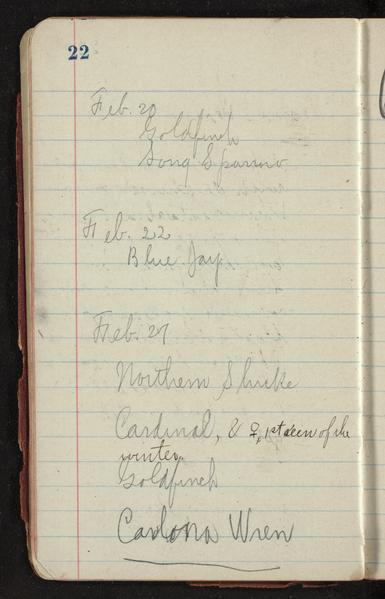 22
Feb. 20
Goldfinch
Song Sparrow
Feb. 22
Blue Jay
Feb. 27
Northern Shrike
Cardinal, & ♀, 1st seen of the
winter.
Goldfinch
Carlona Wren